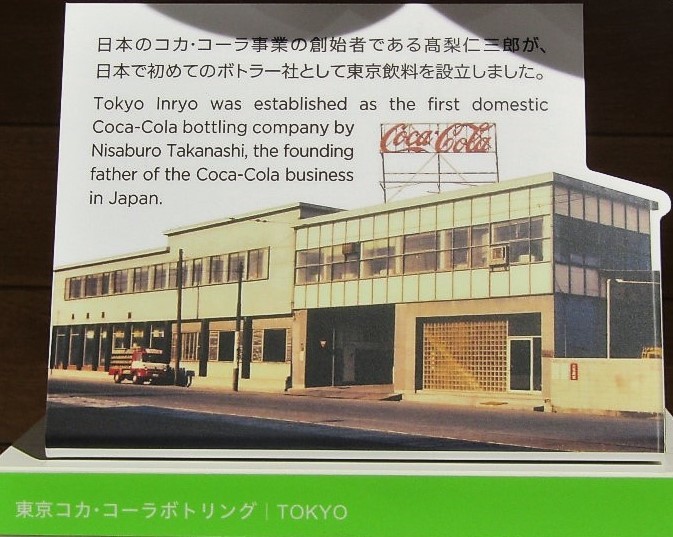 日本のコカ･コーラ事業の創始者である髙梨仁三郎が、
日本で初めてのボトラー社として東京飲料を設立しました。
Tokyo Inryo was established as the first domestic
Coca-Cola bottling company by
Nisaburo Takanashi, the founding
father of the Coca-Cola business
in Japan.
Coca-Cola
東京コカ･コーラボトリング | TOKYO